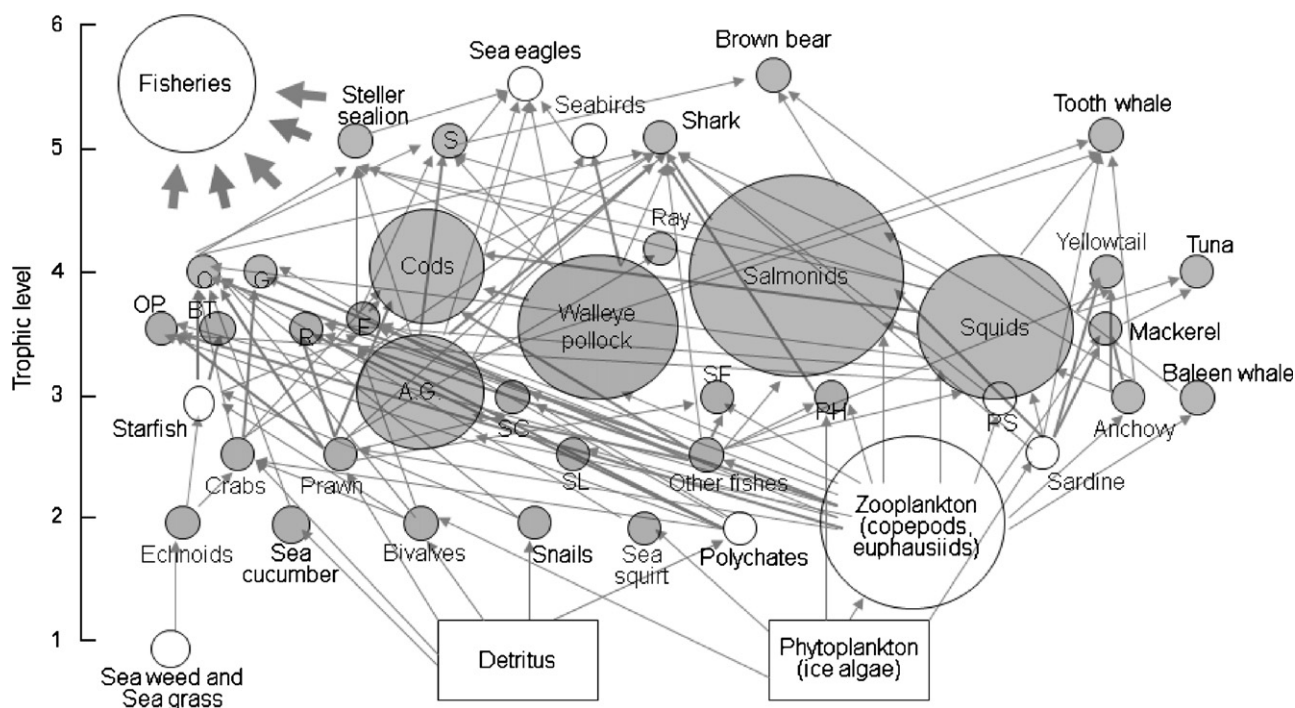 6
Fisheries
Sea eagles
Brown bear
Steller
sealion
S
Seabirds
Shark
Tooth whale
5
Ray
Cods
Salmonids
Yellowtail
Tuna
4
O
G
OP
BT
R
Walleye
pollock
Squids
Mackerel
Trophic level
A.G.
3
Starfish
SC
SF
PH
PS
Anchovy
Baleen whale
Crabs
Prawn
SL
Other fishes
Sardine
Zooplankton
(copepods,
euphausiids)
2
Echnoids
Sea
cucumber
Bivalves
Snails
Sea
squirt
Polychates
1
Sea weed and
Sea grass
Detritus
Phytoplankton
(ice algae)